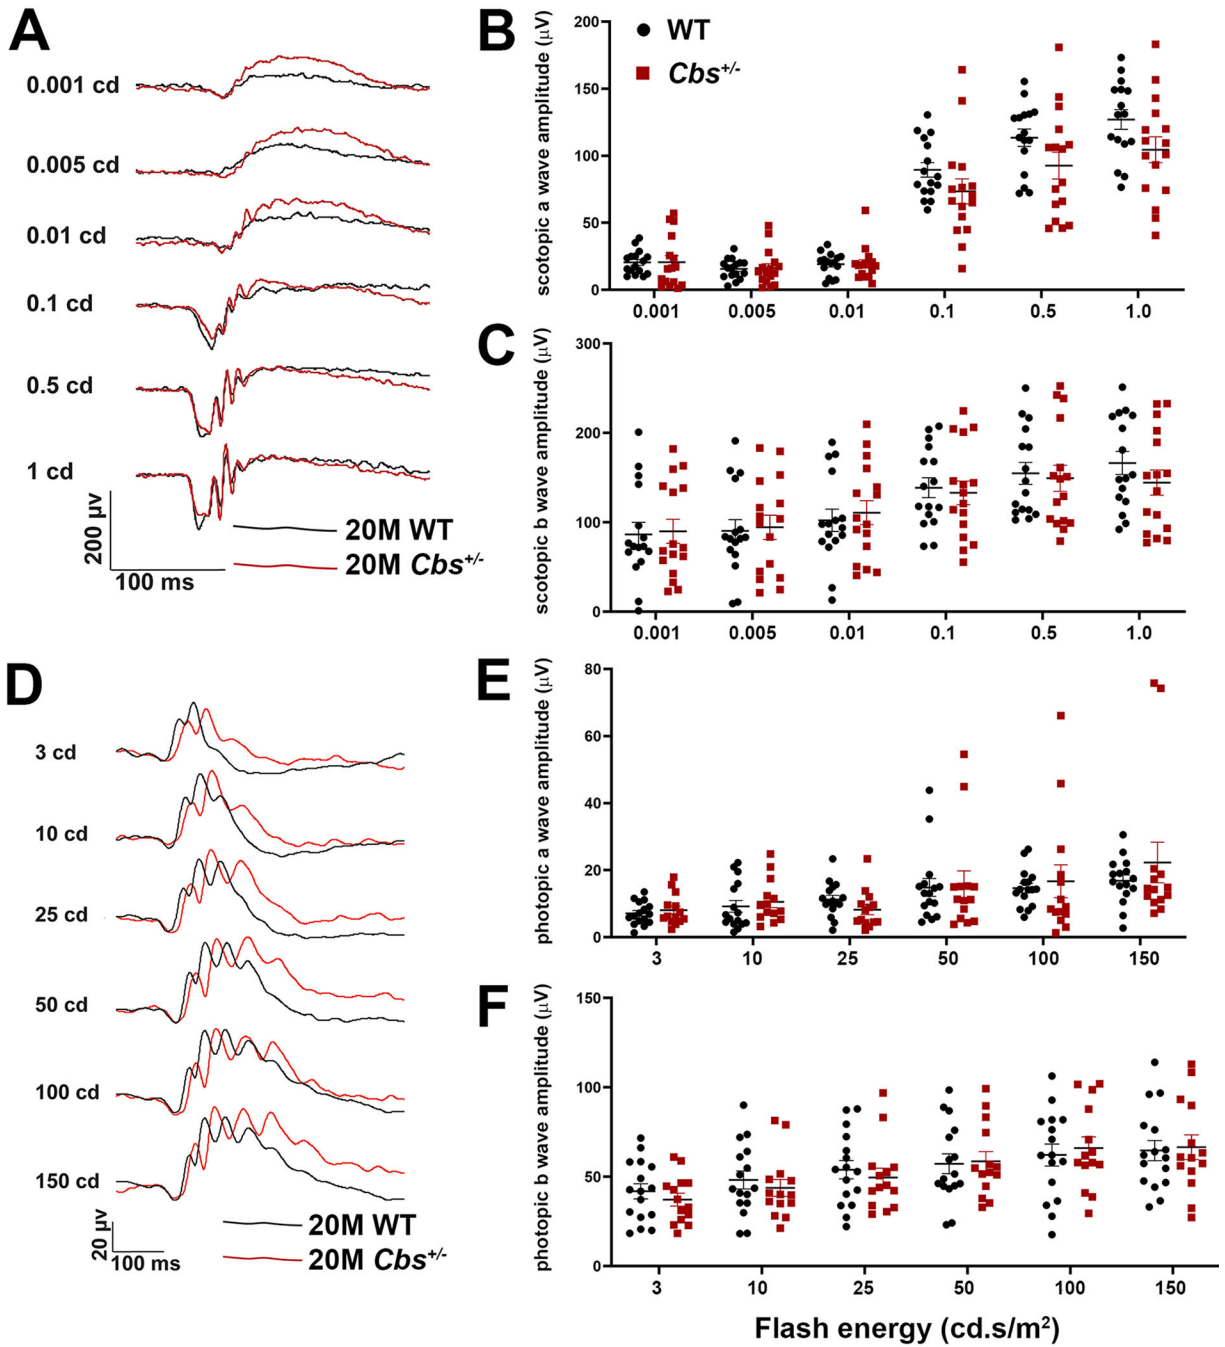 A
0.001 cd
0.005 cd
0.01 cd
0.1 cd
0.5 cd
1 cd
200 μv
100 ms
20M WT
20M Cbs+/-
B
WT
Cbs+/-
scotopic a wave amplitude (μV)
200
150
100
50
0
0.001 0.005 0.01 0.1 0.5 1.0
C
scotopic b wave amplitude (μV)
300
200
100
0
0.001 0.005 0.01 0.1 0.5 1.0
D
3 cd
10 cd
25 cd
50 cd
100 cd
150 cd
20 μv
100 ms
20M WT
20M Cbs+/-
E
photopic a wave amplitude (μV)
80
60
40
20
0
3 10 25 50 100 150
F
photopic b wave amplitude (μV)
150
100
50
0
3 10 25 50 100 150
Flash energy (cd.s/m²)